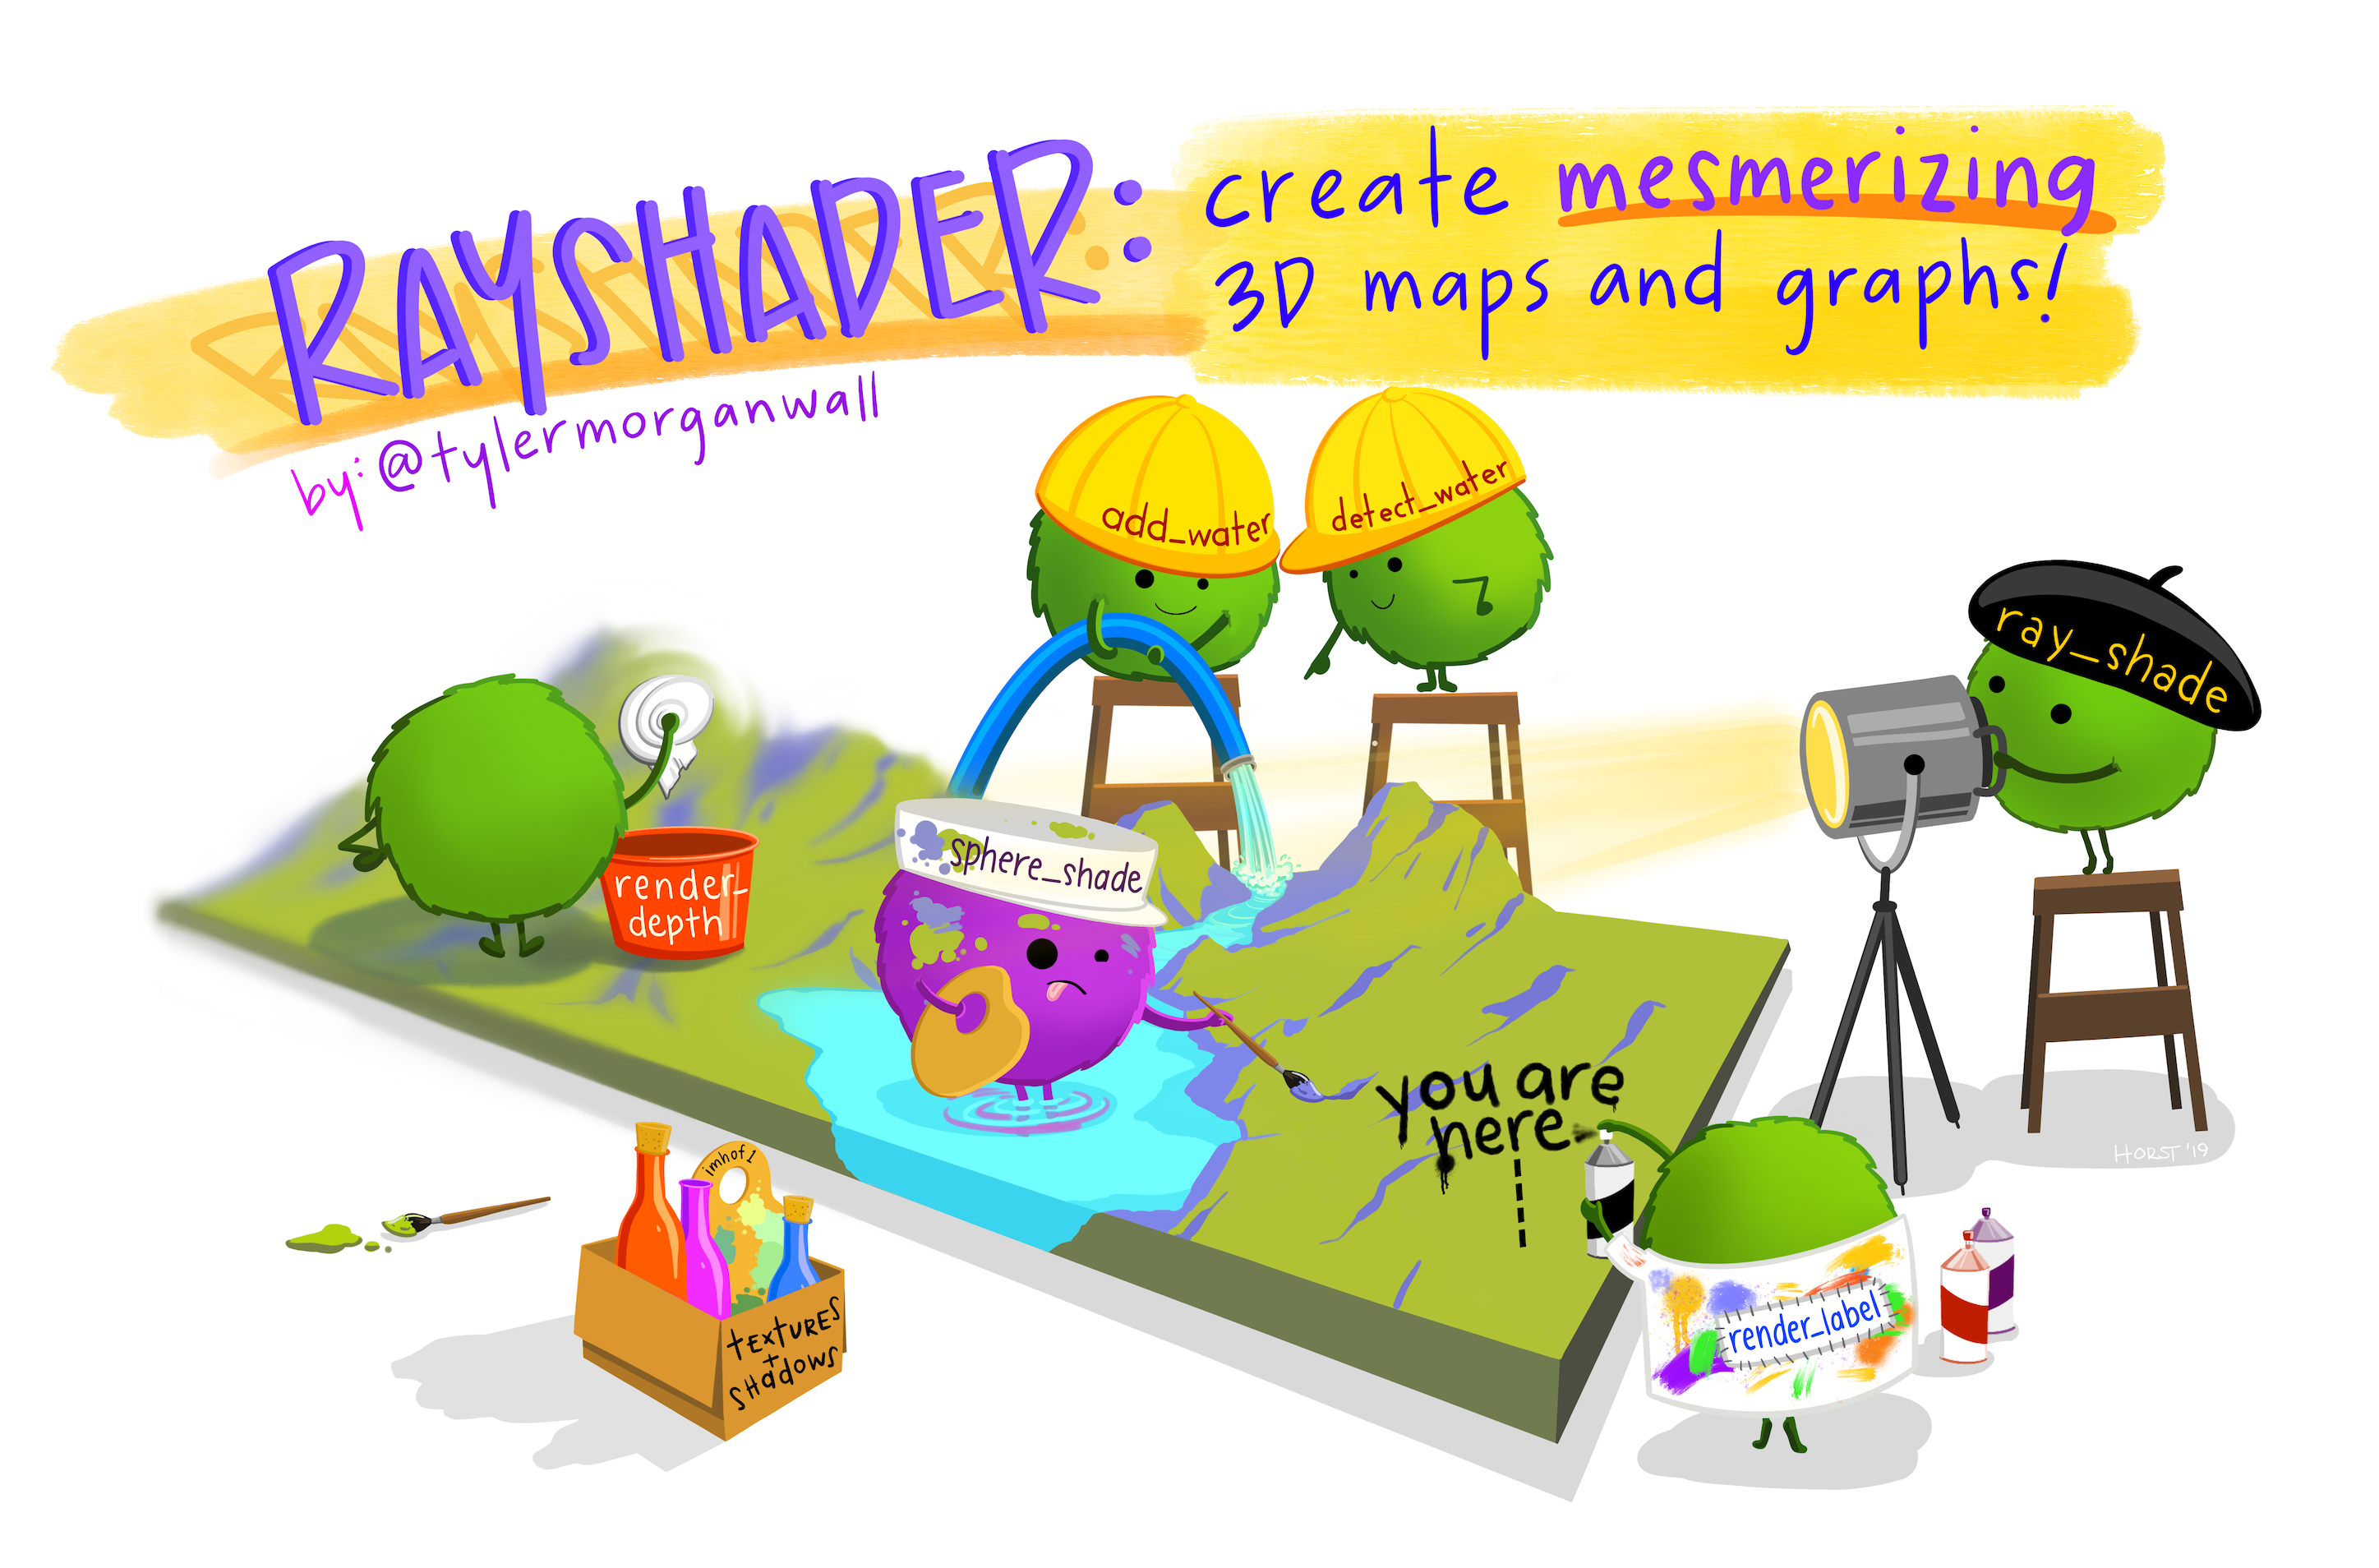 RAYSHADER:
create mesmerizing
3D maps and graphs!
by: @tylermorganwall
add_water
detect_water
ray_shade
sphere_shade
render_
depth
you are
here
imhof1
TEXTURES
+
SHADOWS
render_label
HORST '19